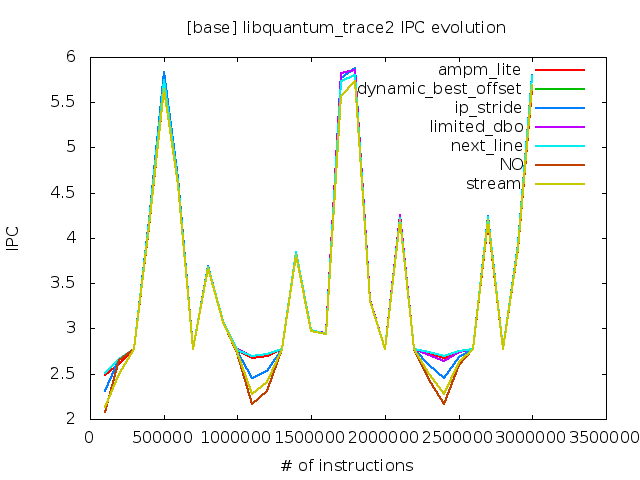 [base] libquantum_trace2 IPC evolution
6
5.5
5
4.5
4
3.5
3
2.5
2
IPC
ampm_lite
dynamic_best_offset
ip_stride
limited_dbo
next_line
NO
stream
0
500000
1000000
1500000
2000000
2500000
3000000
3500000
# of instructions